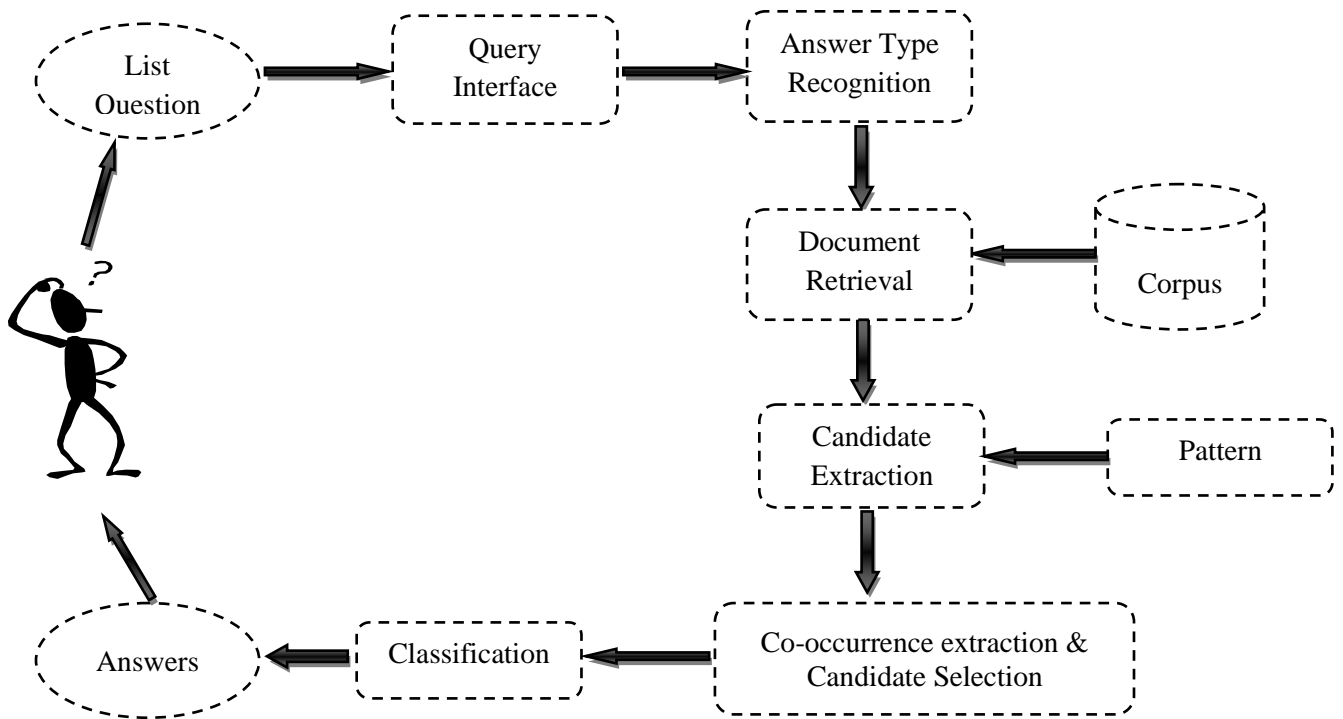 List
Ouestion
Query
Interface
Answer Type
Recognition
Document
Retrieval
Corpus
?
Candidate
Extraction
Pattern
Co-occurrence extraction &
Candidate Selection
Classification
Answers